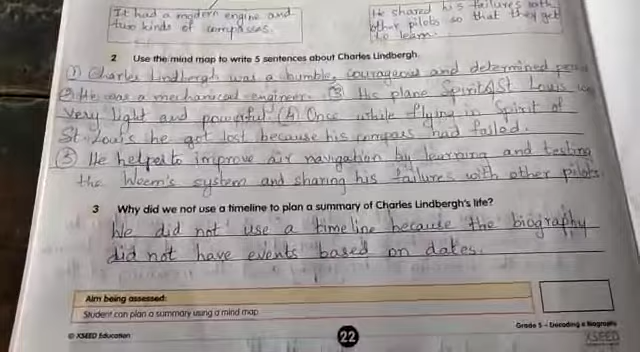 It had a modern engine and
two kinds of compasses.
He shared his failures with
other pilots so that they get
to learn.
2 Use the mind map to write 5 sentences about Charles Lindbergh.
(1) Charles Lindbergh was a humble, courageous and determined
(2) He was a mechanical engineer. (3) His plane Spirit of St Louis
very light and powerful (4) Once while flying in Spirit of
St. Louis he got lost because his compass had failed.
(5) He helped to improve air navigation by learning and testing
the Weem's system and sharing his failures with other pilots.
3 Why did we not use a timeline to plan a summary of Charles Lindbergh's life?
We did not use a timeline because the biography
did not have events based on dates.
Aim being assessed:
Student can plan a summary using a mind map
Grade 5 – Decoding a Biography
© XSEED Education
22
XSEED